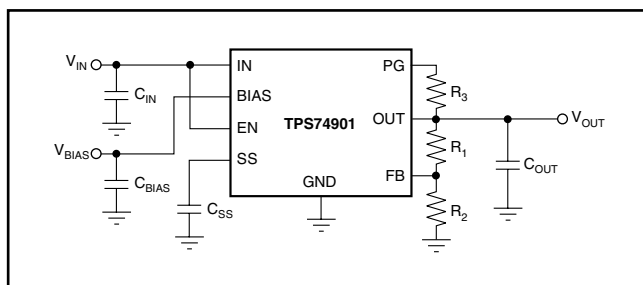 V_IN
C_IN
V_BIAS
C_BIAS
C_SS
IN
BIAS
EN
SS
TPS74901
GND
PG
OUT
FB
R_3
R_1
R_2
V_OUT
C_OUT